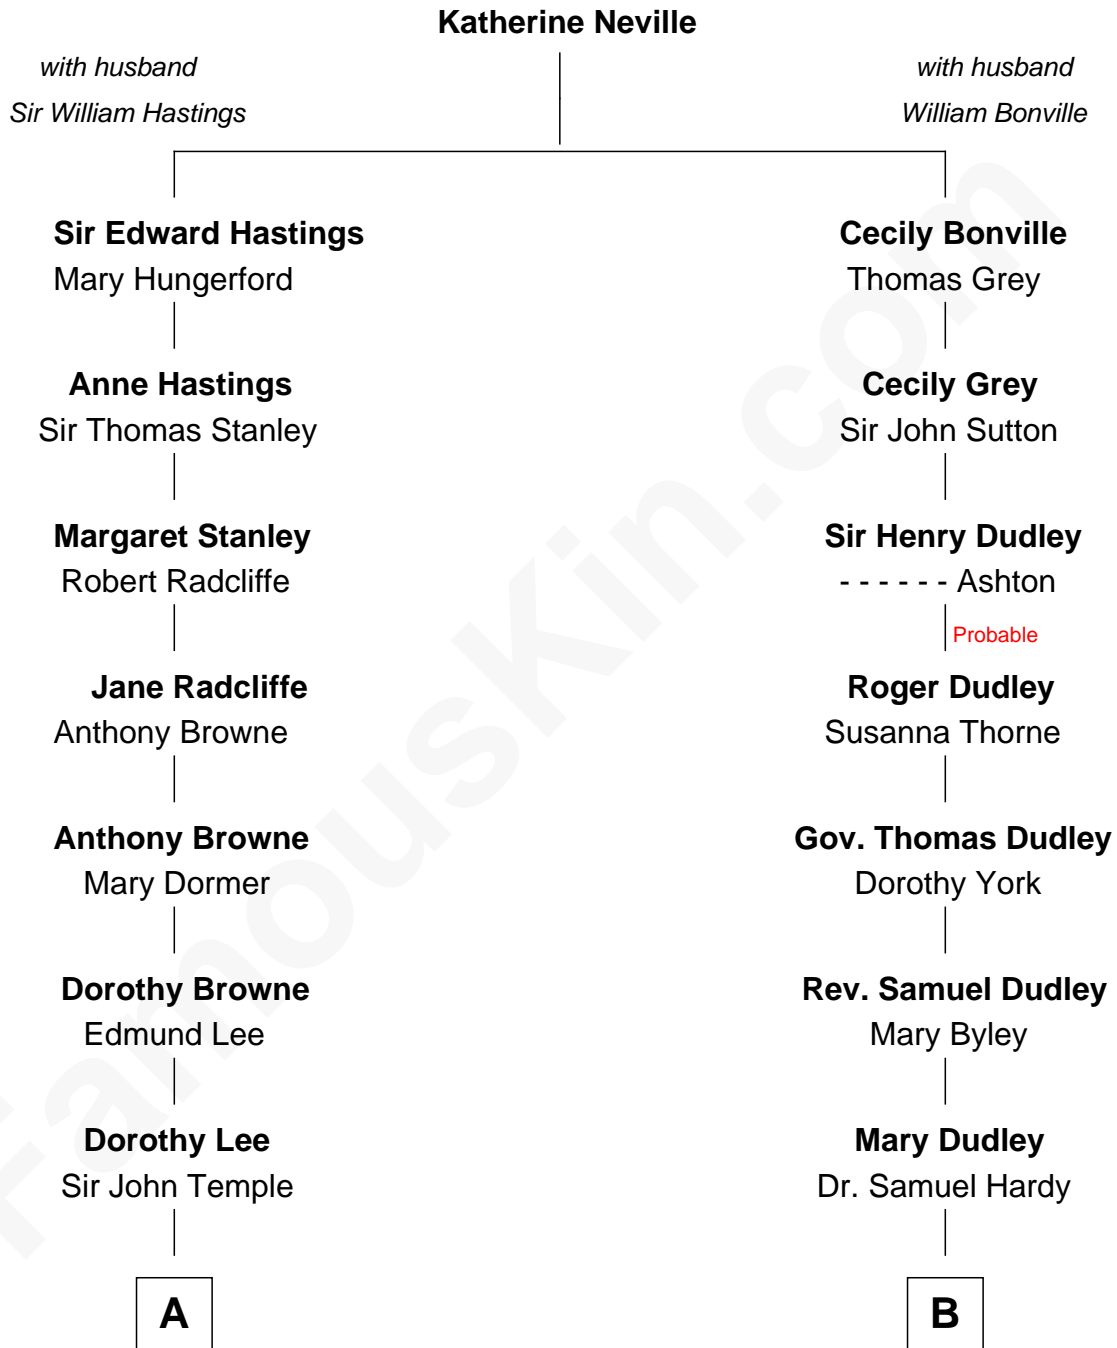 Katherine Neville
with husband
Sir William Hastings
with husband
William Bonville
Sir Edward Hastings
Mary Hungerford
Cecily Bonville
Thomas Grey
Anne Hastings
Sir Thomas Stanley
Cecily Grey
Sir John Sutton
Margaret Stanley
Robert Radcliffe
Sir Henry Dudley
- - - - - - Ashton
Probable
Jane Radcliffe
Anthony Browne
Roger Dudley
Susanna Thorne
Anthony Browne
Mary Dormer
Gov. Thomas Dudley
Dorothy York
Dorothy Browne
Edmund Lee
Rev. Samuel Dudley
Mary Byley
Dorothy Lee
Sir John Temple
Mary Dudley
Dr. Samuel Hardy
A
B
FamousKin.com